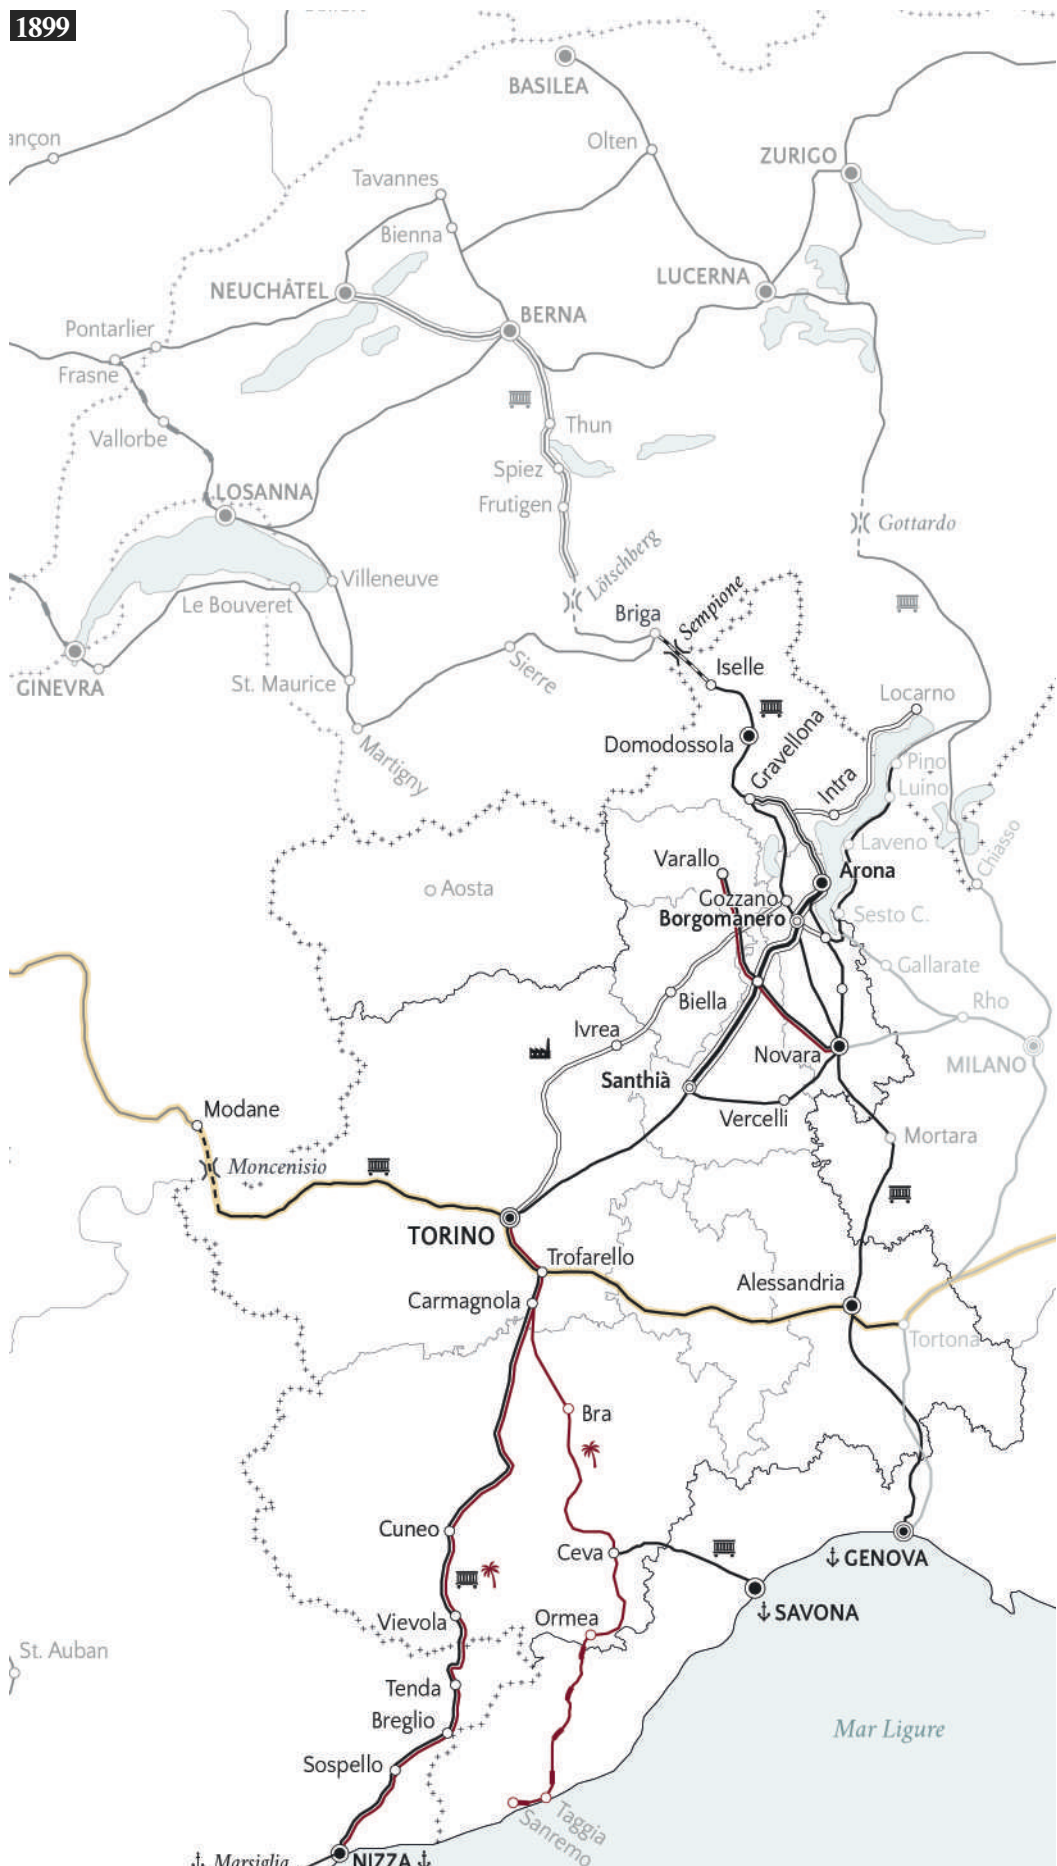 1899
BASILEA
ançon
Olten
ZURIGO
Tavannes
Bienna
LUCERNA
NEUCHÂTEL
BERNA
Pontarlier
Frasne
Thun
Vallorbe
Spiez
LOSANNA
Frutigen
Gottardo
Lötschberg
Villeneuve
Le Bouveret
Briga
Sempione
Iselle
GINEVRA
St. Maurice
Sierre
Locarno
Domodossola
Gravellona
Martigny
Intra
Pino
Luino
Varallo
Laveno
Chiasso
Arona
Aosta
Gozzano
Borgomanero
Sesto C.
Gallarate
Biella
Rho
Ivrea
Novara
MILANO
Santhià
Vercelli
Modane
Mortara
Moncenisio
TORINO
Trofarello
Alessandria
Carmagnola
Tortona
Bra
Cuneo
Ceva
GENOVA
Vievola
Ormea
SAVONA
St. Auban
Tenda
Breglio
Mar Ligure
Sospello
Taggia
Sanremo
Marsiglia
NIZZA